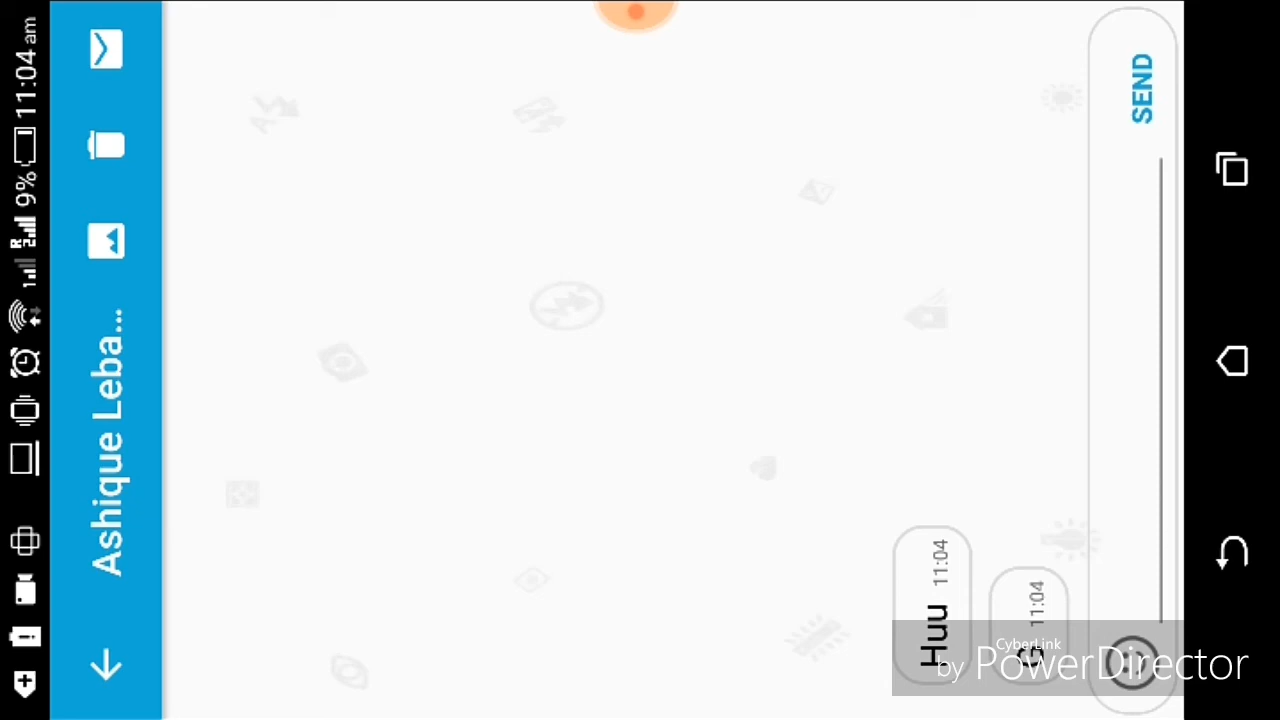 9% 11:04 am
Ashique Leba...
Huu 11:04
G 11:04
SEND
CyberLink
by PowerDirector